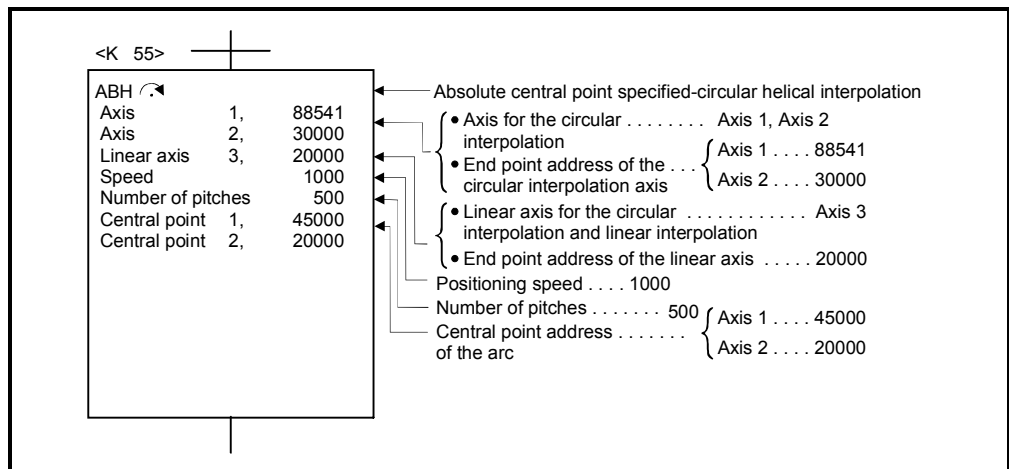 <K 55>
ABH
Axis 1, 88541
Axis 2, 30000
Linear axis 3, 20000
Speed 1000
Number of pitches 500
Central point 1, 45000
Central point 2, 20000
Absolute central point specified-circular helical interpolation
• Axis for the circular . . . . . . . . Axis 1, Axis 2
interpolation
• End point address of the . . . Axis 1 . . . . 88541
circular interpolation axis Axis 2 . . . . 30000
• Linear axis for the circular . . . . . . . . . . . . Axis 3
interpolation and linear interpolation
• End point address of the linear axis . . . . . 20000
Positioning speed . . . . 1000
Number of pitches . . . . . . . 500
Central point address . . . . . . . Axis 1 . . . . 45000
of the arc Axis 2 . . . . 20000